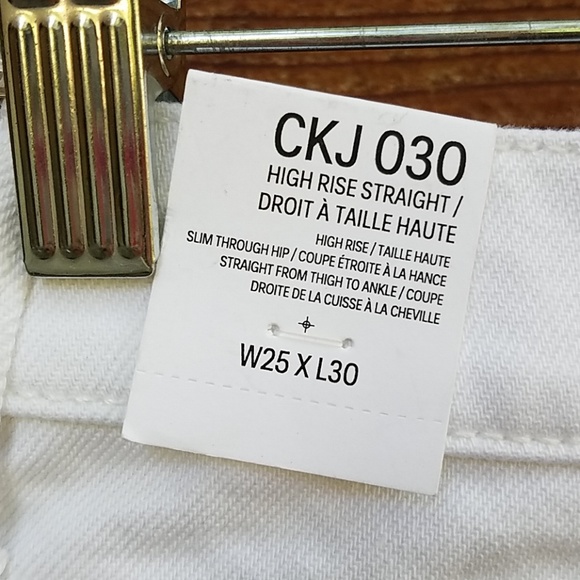 CKJ 030
HIGH RISE STRAIGHT /
DROIT À TAILLE HAUTE
HIGH RISE / TAILLE HAUTE
SLIM THROUGH HIP / COUPE ÉTROITE À LA HANCE
STRAIGHT FROM THIGH TO ANKLE / COUPE
DROITE DE LA CUISSE À LA CHEVILLE
W25 X L30